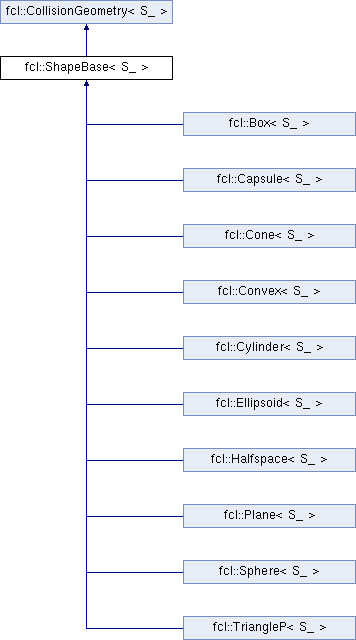 fcl::CollisionGeometry< S_ >
fcl::ShapeBase< S_ >
fcl::Box< S_ >
fcl::Capsule< S_ >
fcl::Cone< S_ >
fcl::Convex< S_ >
fcl::Cylinder< S_ >
fcl::Ellipsoid< S_ >
fcl::Halfspace< S_ >
fcl::Plane< S_ >
fcl::Sphere< S_ >
fcl::TriangleP< S_ >